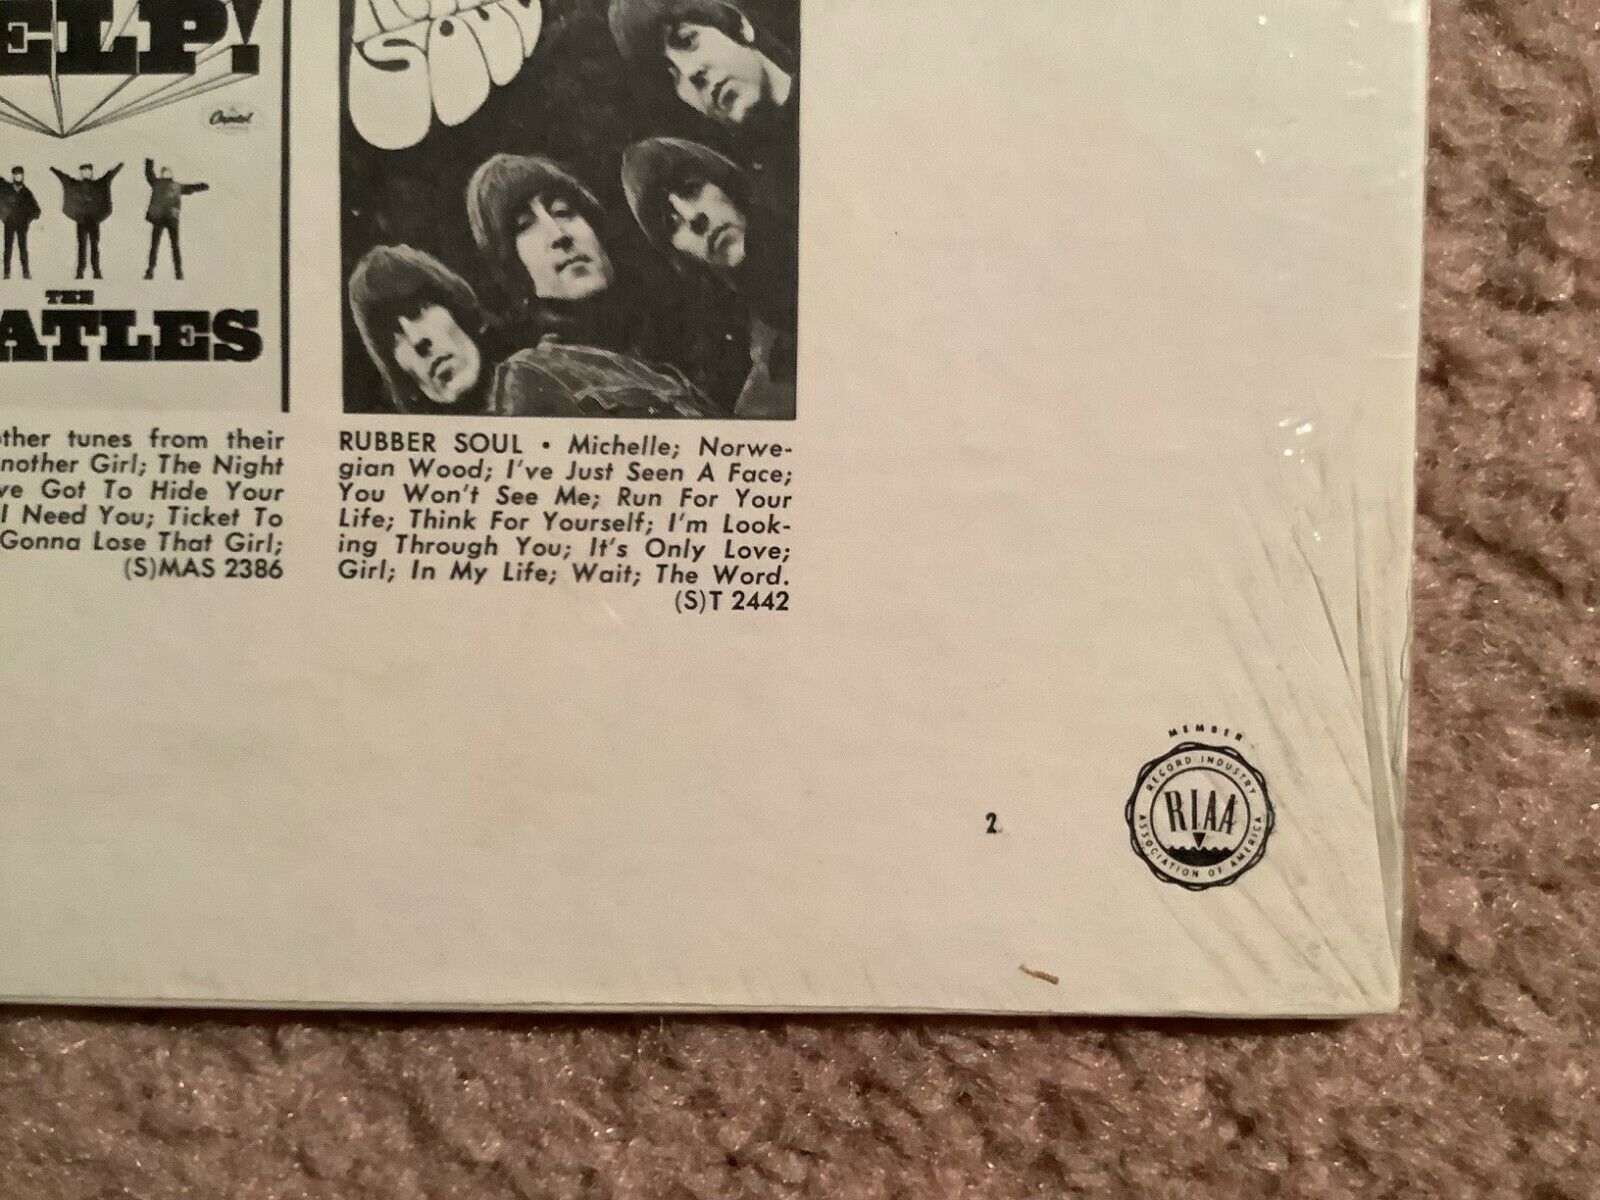 ELP!
SOUL
Capitol
THE
ATLES
other tunes from their
nother Girl; The Night
ve Got To Hide Your
I Need You; Ticket To
Gonna Lose That Girl;
(S)MAS 2386
RUBBER SOUL • Michelle; Norwe-
gian Wood; I've Just Seen A Face;
You Won't See Me; Run For Your
Life; Think For Yourself; I'm Look-
ing Through You; It's Only Love;
Girl; In My Life; Wait; The Word.
(S)T 2442
2
MEMBER
RECORD INDUSTRY
RIAA
ASSOCIATION OF AMERICA